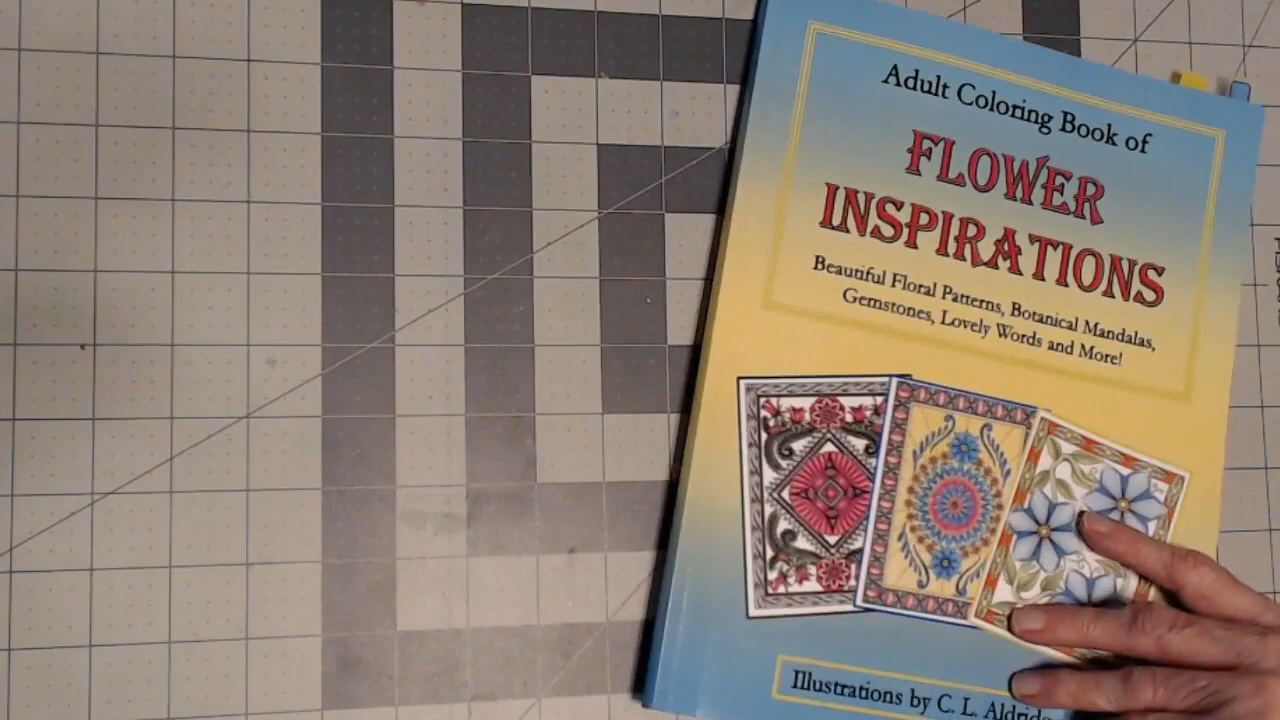 Adult Coloring Book of
FLOWER
INSPIRATIONS
Beautiful Floral Patterns, Botanical Mandalas,
Gemstones, Lovely Words and More!
Illustrations by C. L.